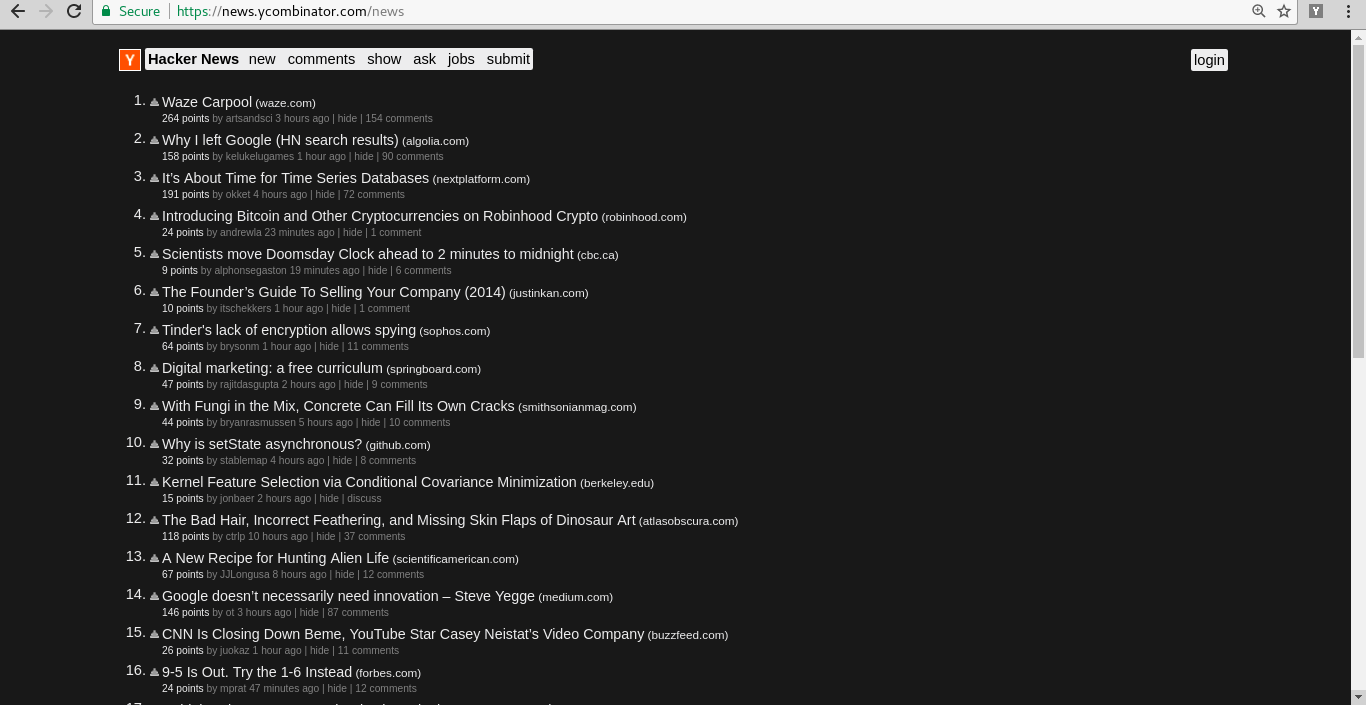 Secure https://news.ycombinator.com/news
Y
Y Hacker News new comments show ask jobs submit login
1. Waze Carpool (waze.com)
264 points by artsandsci 3 hours ago | hide | 154 comments
2. Why I left Google (HN search results) (algolia.com)
158 points by kelukelugames 1 hour ago | hide | 90 comments
3. It's About Time for Time Series Databases (nextplatform.com)
191 points by okket 4 hours ago | hide | 72 comments
4. Introducing Bitcoin and Other Cryptocurrencies on Robinhood Crypto (robinhood.com)
24 points by andrewla 23 minutes ago | hide | 1 comment
5. Scientists move Doomsday Clock ahead to 2 minutes to midnight (cbc.ca)
9 points by alphonsegaston 19 minutes ago | hide | 6 comments
6. The Founder’s Guide To Selling Your Company (2014) (justinkan.com)
10 points by itschekkers 1 hour ago | hide | 1 comment
7. Tinder's lack of encryption allows spying (sophos.com)
64 points by brysonm 1 hour ago | hide | 11 comments
8. Digital marketing: a free curriculum (springboard.com)
47 points by rajitdasgupta 2 hours ago | hide | 9 comments
9. With Fungi in the Mix, Concrete Can Fill Its Own Cracks (smithsonianmag.com)
44 points by bryanrasmussen 5 hours ago | hide | 10 comments
10. Why is setState asynchronous? (github.com)
32 points by stablemap 4 hours ago | hide | 8 comments
11. Kernel Feature Selection via Conditional Covariance Minimization (berkeley.edu)
15 points by jonbaer 2 hours ago | hide | discuss
12. The Bad Hair, Incorrect Feathering, and Missing Skin Flaps of Dinosaur Art (atlasobscura.com)
118 points by ctrlp 10 hours ago | hide | 37 comments
13. A New Recipe for Hunting Alien Life (scientificamerican.com)
67 points by JJLongusa 8 hours ago | hide | 12 comments
14. Google doesn’t necessarily need innovation – Steve Yegge (medium.com)
146 points by ot 3 hours ago | hide | 87 comments
15. CNN Is Closing Down Beme, YouTube Star Casey Neistat’s Video Company (buzzfeed.com)
26 points by juokaz 1 hour ago | hide | 11 comments
16. 9-5 Is Out. Try the 1-6 Instead (forbes.com)
24 points by mprat 47 minutes ago | hide | 12 comments
17.